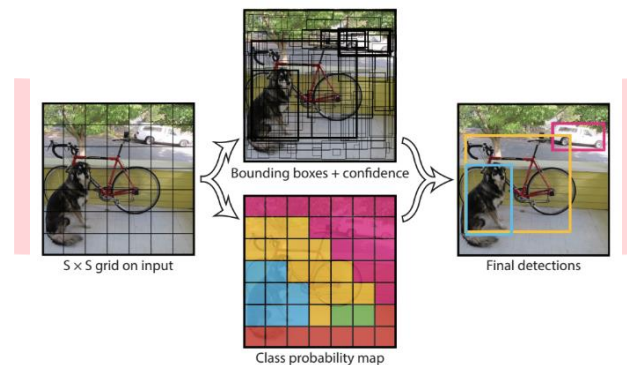 Bounding boxes + confidence
S × S grid on input
Final detections
Class probability map